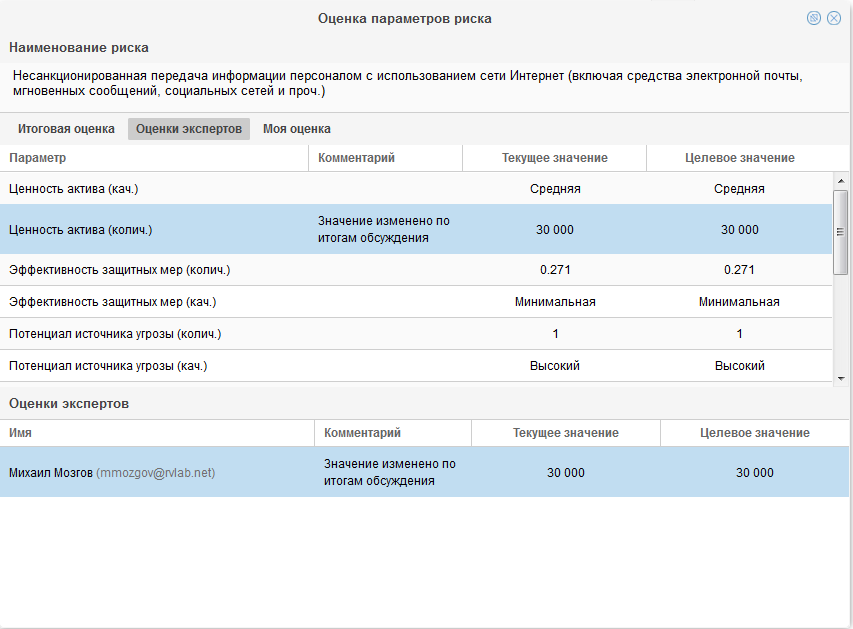 Оценка параметров риска
Наименование риска
Несанкционированная передача информации персоналом с использованием сети Интернет (включая средства электронной почты,
мгновенных сообщений, социальных сетей и проч.)
Итоговая оценка Оценки экспертов Моя оценка
Параметр Комментарий Текущее значение Целевое значение
Ценность актива (кач.) Средняя Средняя
Ценность актива (колич.) Значение изменено по итогам обсуждения 30 000 30 000
Эффективность защитных мер (колич.) 0.271 0.271
Эффективность защитных мер (кач.) Минимальная Минимальная
Потенциал источника угрозы (колич.) 1 1
Потенциал источника угрозы (кач.) Высокий Высокий
Оценки экспертов
Имя Комментарий Текущее значение Целевое значение
Михаил Мозгов (mmozgov@rvlab.net) Значение изменено по итогам обсуждения 30 000 30 000